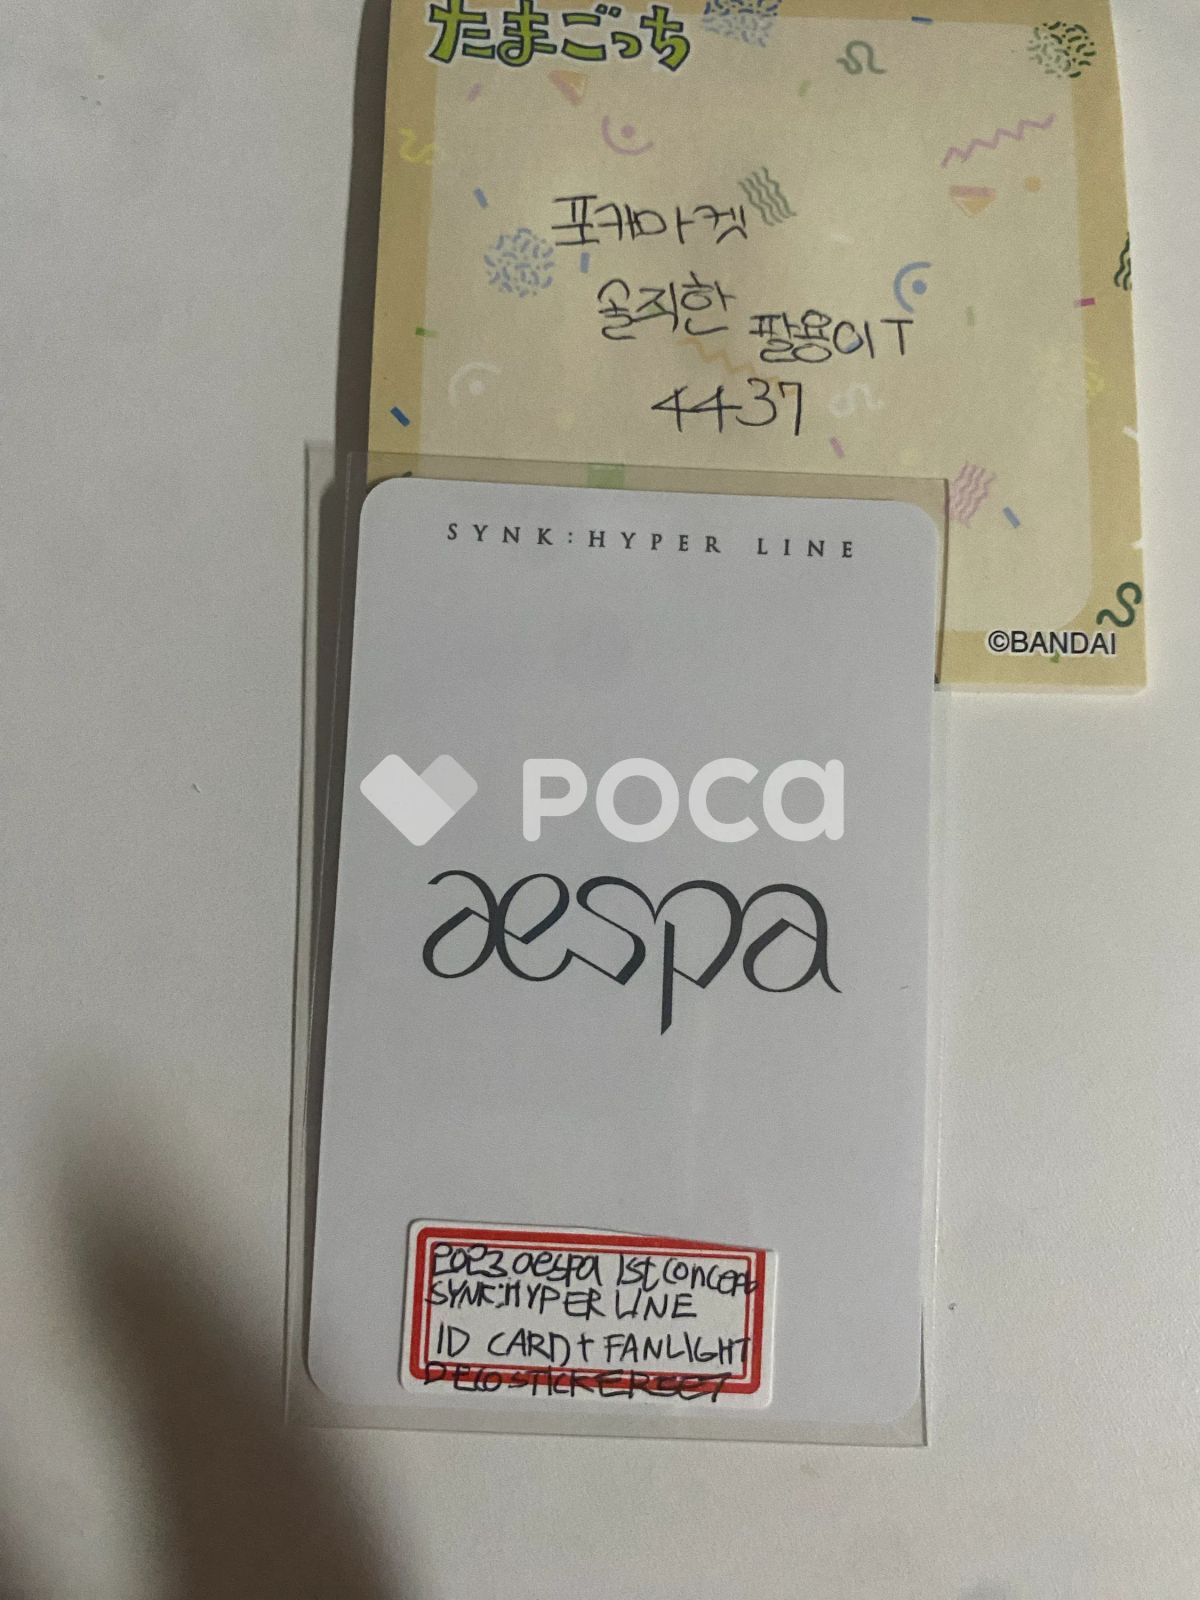 たまごっち
포카마켓
솔직한 팔용이T
4437
©BANDAI
SYNK:HYPER LINE
POCA
aespa
2023 aespa 1st concept
SYNK:HYPER LINE
ID CARD+FANLIGHT
DECO STICKER SET